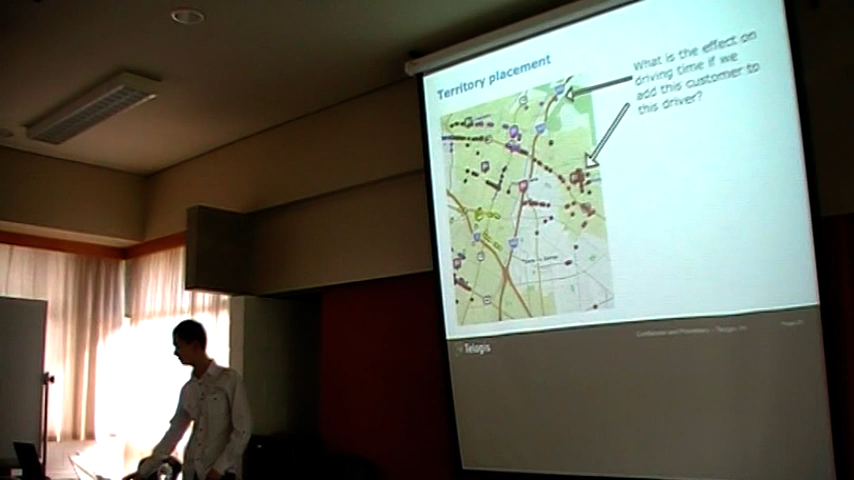 Territory placement
What is the effect on
driving time if we
add this customer to
this driver?
Telogis